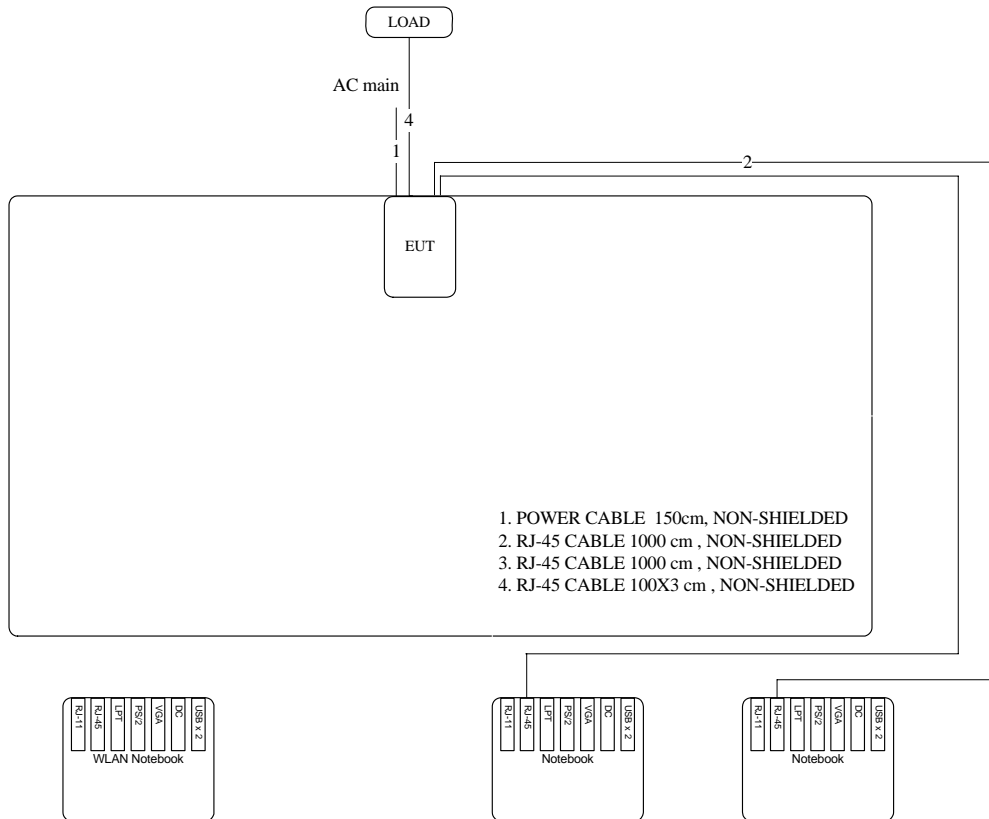 LOAD
AC main
4
1
2
EUT
1. POWER CABLE 150cm, NON-SHIELDED
2. RJ-45 CABLE 1000 cm , NON-SHIELDED
3. RJ-45 CABLE 1000 cm , NON-SHIELDED
4. RJ-45 CABLE 100X3 cm , NON-SHIELDED
RJ-11
RJ-45
LPT
PS/2
VGA
DC
USB x 2
WLAN Notebook
RJ-11
RJ-45
LPT
PS/2
VGA
DC
USB x 2
Notebook
RJ-11
RJ-45
LPT
PS/2
VGA
DC
USB x 2
Notebook